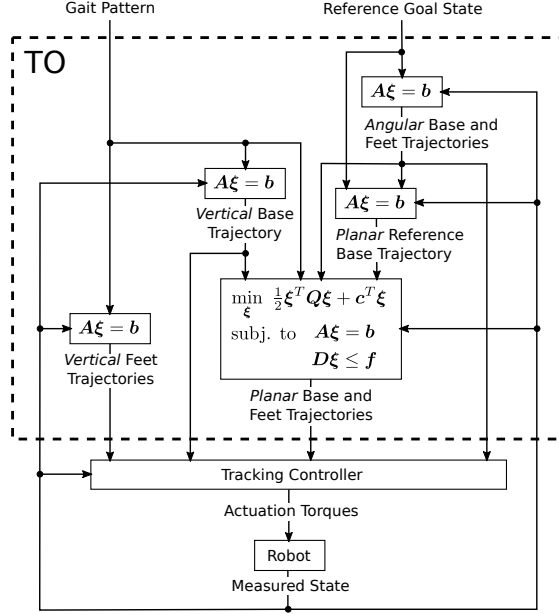 Gait Pattern
Reference Goal State
TO
Aξ = b
Angular Base and
Feet Trajectories
Aξ = b
Vertical Base
Trajectory
Aξ = b
Planar Reference
Base Trajectory
min ξ ½ξᵀQξ + cᵀξ
subj. to Aξ = b
Dξ ≤ f
Aξ = b
Vertical Feet
Trajectories
Planar Base and
Feet Trajectories
Tracking Controller
Actuation Torques
Robot
Measured State